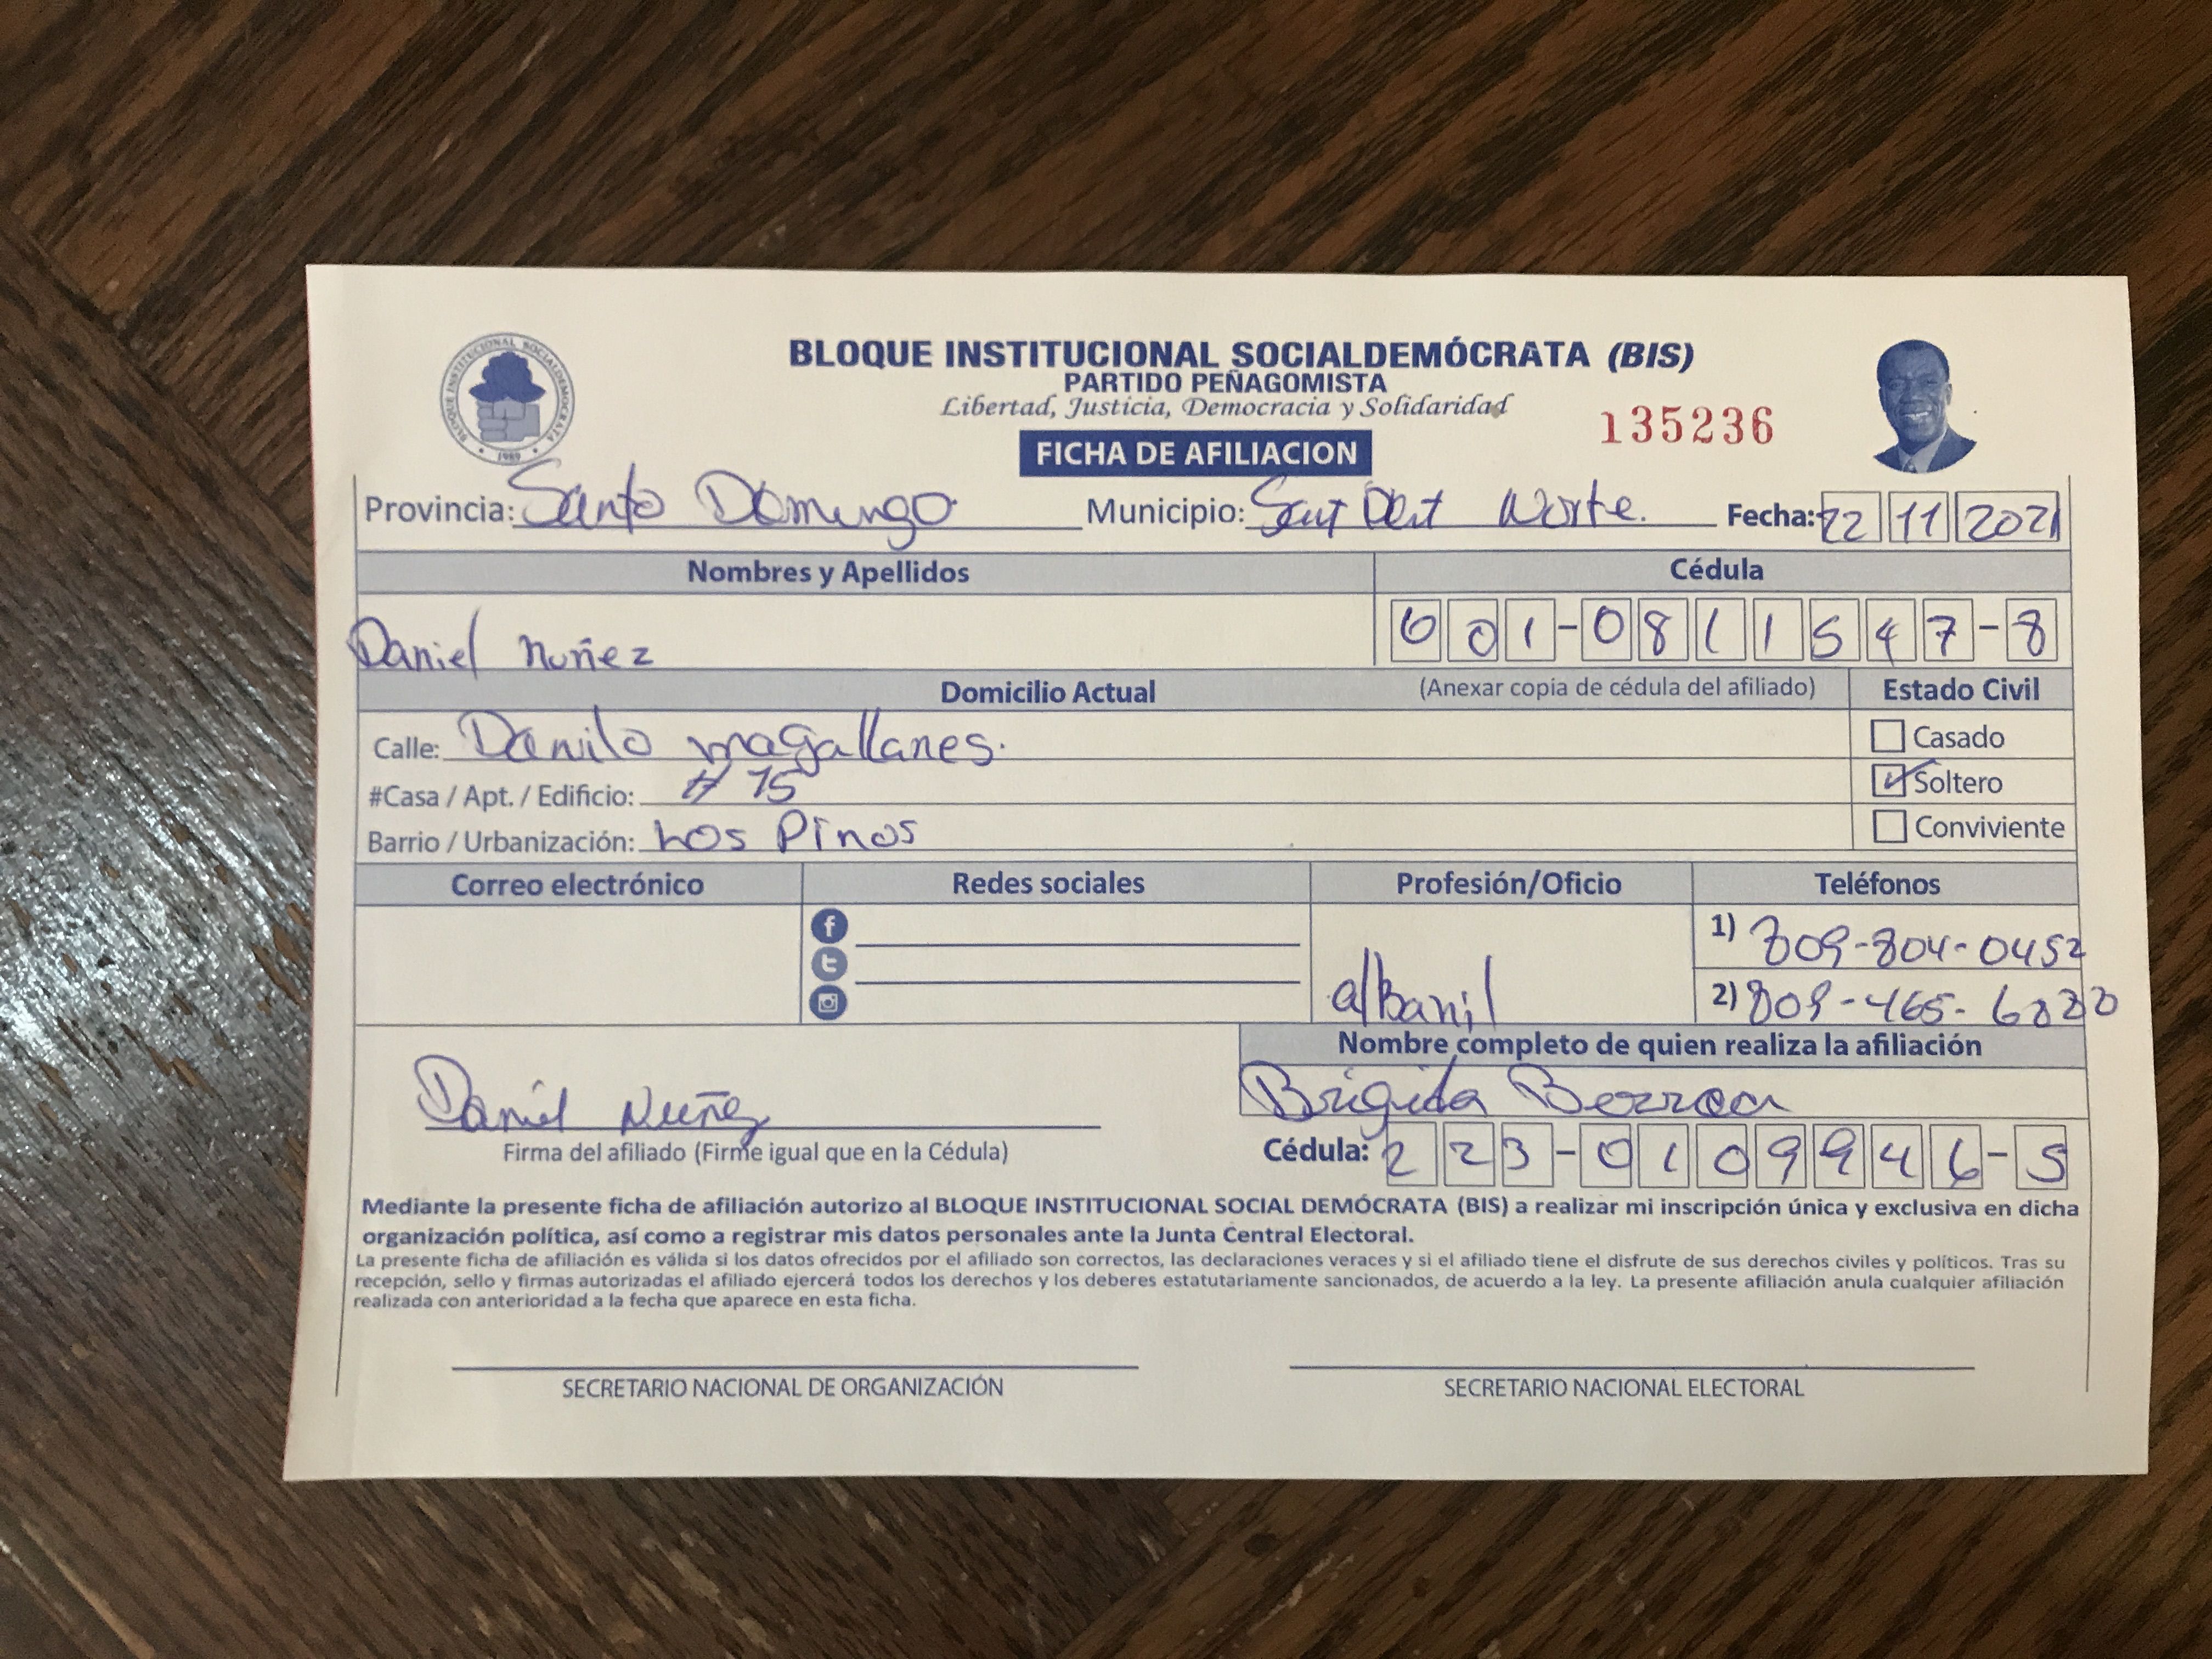 BLOQUE INSTITUCIONAL SOCIALDEMOCRATA
1989
BLOQUE INSTITUCIONAL SOCIALDEMÓCRATA (BIS)
PARTIDO PEÑAGOMISTA
Libertad, Justicia, Democracia y Solidaridad
135236
FICHA DE AFILIACION
Provincia: Santo Domingo Municipio: Norte. Fecha: 22 11 2021
Nombres y Apellidos Cédula
Daniel Nuñez 001-0811547-8
Domicilio Actual (Anexar copia de cédula del afiliado) Estado Civil
Calle: Danilo magallanes. Casado
#Casa / Apt. / Edificio: # 15 Soltero
Barrio / Urbanización: Los Pinos Conviviente
Correo electrónico Redes sociales Profesión/Oficio Teléfonos
1) 809-804-0452
albanil 2) 809-465-
Nombre completo de quien realiza la afiliación
Daniel Nuñez Brigida
Firma del afiliado (Firme igual que en la Cédula) Cédula: 223-0109946-5
Mediante la presente ficha de afiliación autorizo al BLOQUE INSTITUCIONAL SOCIAL DEMÓCRATA (BIS) a realizar mi inscripción única y exclusiva en dicha
organización política, así como a registrar mis datos personales ante la Junta Central Electoral.
La presente ficha de afiliación es válida si los datos ofrecidos por el afiliado son correctos, las declaraciones veraces y si el afiliado tiene el disfrute de sus derechos civiles y políticos. Tras su
recepción, sello y firmas autorizadas el afiliado ejercerá todos los derechos y los deberes estatutariamente sancionados, de acuerdo a la ley. La presente afiliación anula cualquier afiliación
realizada con anterioridad a la fecha que aparece en esta ficha.
SECRETARIO NACIONAL DE ORGANIZACIÓN SECRETARIO NACIONAL ELECTORAL